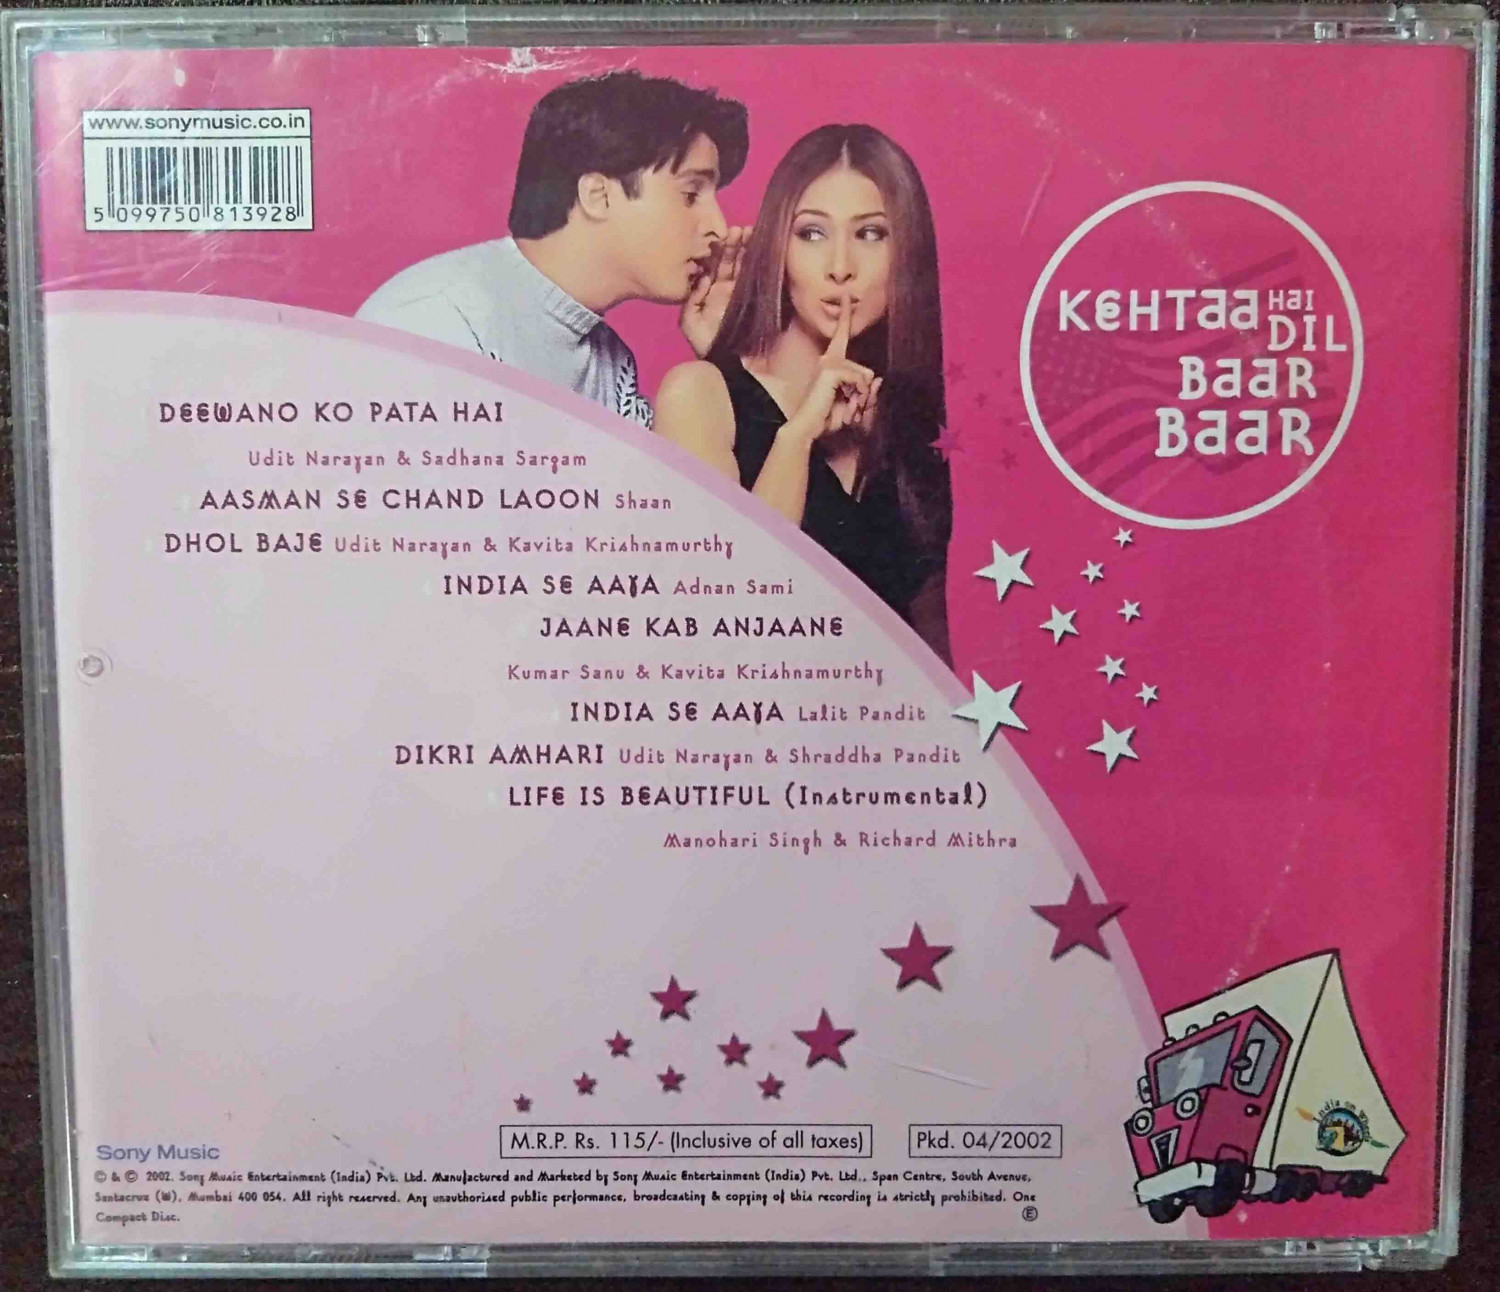 www.sonymusic.co.in
5 099750 813928
KEHTaa Hai
DIL
BaaR
BaaR
DEEWANO KO PATA HAI
Udit Narayan & Sadhana Sargam
AASMAN SE CHAND LAOON Shaan
DHOL BAJE Udit Narayan & Kavita Krishnamurthy
INDIA SE AAYA Adnan Sami
JAANE KAB ANJAANE
Kumar Sanu & Kavita Krishnamurthy
INDIA SE AAYA Lalit Pandit
DIKRI AMHARI Udit Narayan & Shraddha Pandit
LIFE IS BEAUTIFUL (Instrumental)
Manohari Singh & Richard Mithra
India on Wheels
M.R.P. Rs. 115/- (Inclusive of all taxes)
Pkd. 04/2002
Sony Music
© & © 2002. Sony Music Entertainment (India) Pvt. Ltd. Manufactured and Marketed by Sony Music Entertainment (India) Pvt. Ltd., Span Centre, South Avenue,
Santacruz (W), Mumbai 400 054. All right reserved. Any unauthorised public performance, broadcasting & copying of this recording is strictly prohibited. One
Compact Disc.
Ⓔ